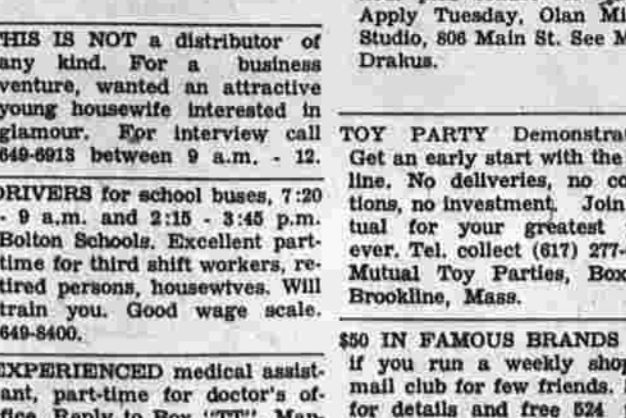 THIS IS NOT a distributor of
any kind. For a business
venture, wanted an attractive
young housewife interested in
glamour. For interview call
649-6913 between 9 a.m. - 12.
DRIVERS for school buses, 7:20
- 9 a.m. and 2:15 - 3:45 p.m.
Bolton Schools. Excellent part-
time for third shift workers, re-
tired persons, housewives. Will
train you. Good wage scale.
649-8400.
EXPERIENCED medical assist-
ant, part-time for doctor's of-
fice. Reply to Box "TT",
Apply Tuesday, Olan
Studio, 806 Main St. See
Drakus.
TOY PARTY
Get an early start with the
line. No deliveries, no
tions, no investment. Join
tual for your greatest
ever. Tel. collect (617) 277-
Mutual Toy Parties, Box
Brookline, Mass.
$50 IN FAMOUS BRANDS
if you run a weekly
mail club for few friends.
for details and free 524